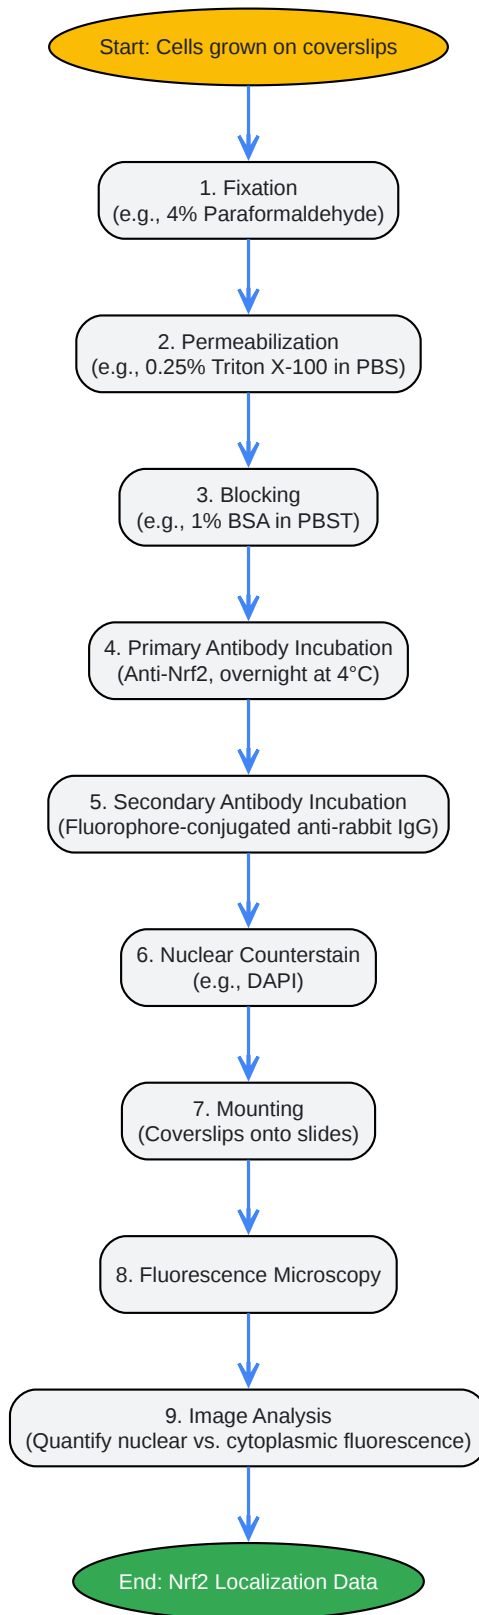 Start: Cells grown on coverslips
1. Fixation
(e.g., 4% Paraformaldehyde)
2. Permeabilization
(e.g., 0.25% Triton X-100 in PBS)
3. Blocking
(e.g., 1% BSA in PBST)
4. Primary Antibody Incubation
(Anti-Nrf2, overnight at 4°C)
5. Secondary Antibody Incubation
(Fluorophore-conjugated anti-rabbit IgG)
6. Nuclear Counterstain
(e.g., DAPI)
7. Mounting
(Coverslips onto slides)
8. Fluorescence Microscopy
9. Image Analysis
(Quantify nuclear vs. cytoplasmic fluorescence)
End: Nrf2 Localization Data